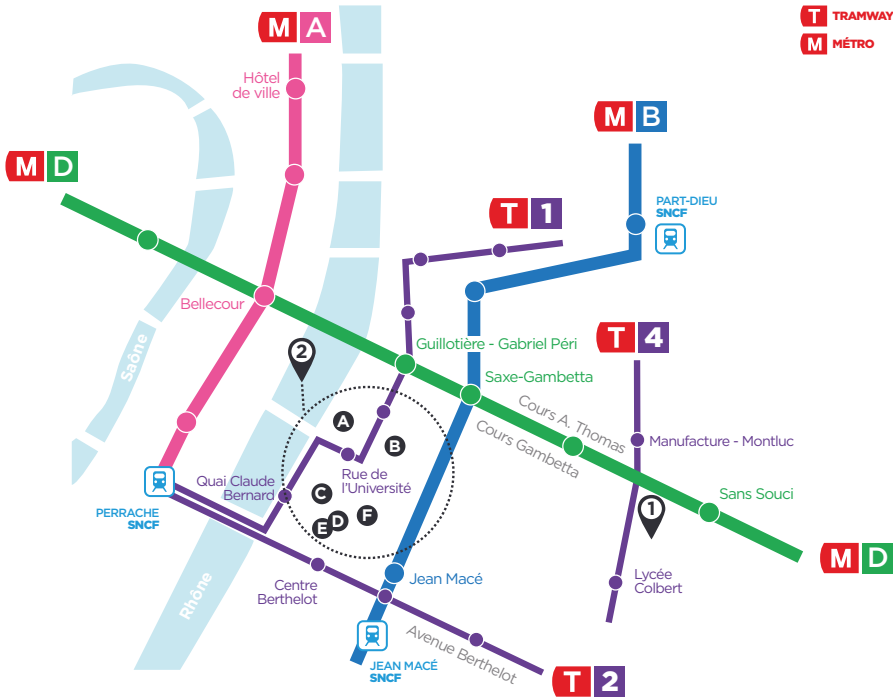 T TRAMWAY
M MÉTRO
M A
Hôtel
de ville
M B
M D
PART-DIEU
SNCF
T 1
Bellecour
Saône
2
Guillotière - Gabriel Péri
T 4
Saxe-Gambetta
Cours A. Thomas
Cours Gambetta
A
B
Manufacture - Montluc
Quai Claude
Bernard
Rue de
l'Université
C
D
E
F
Sans Souci
1
PERRACHE
SNCF
M D
Rhône
Centre
Berthelot
Jean Macé
Lycée
Colbert
Avenue Berthelot
JEAN MACÉ
SNCF
T 2